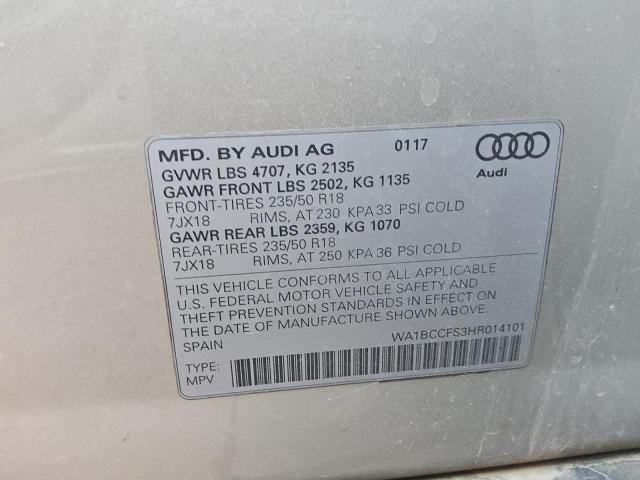 MFD. BY AUDI AG 0117
GVWR LBS 4707, KG 2135
GAWR FRONT LBS 2502, KG 1135
FRONT-TIRES 235/50 R18
7JX18 RIMS, AT 230 KPA 33 PSI COLD
GAWR REAR LBS 2359, KG 1070
REAR-TIRES 235/50 R18
7JX18 RIMS, AT 250 KPA 36 PSI COLD
Audi
THIS VEHICLE CONFORMS TO ALL APPLICABLE
U.S. FEDERAL MOTOR VEHICLE SAFETY AND
THEFT PREVENTION STANDARDS IN EFFECT ON
THE DATE OF MANUFACTURE SHOWN ABOVE.
SPAIN WA1BCCFS3HR014101
TYPE:
MPV